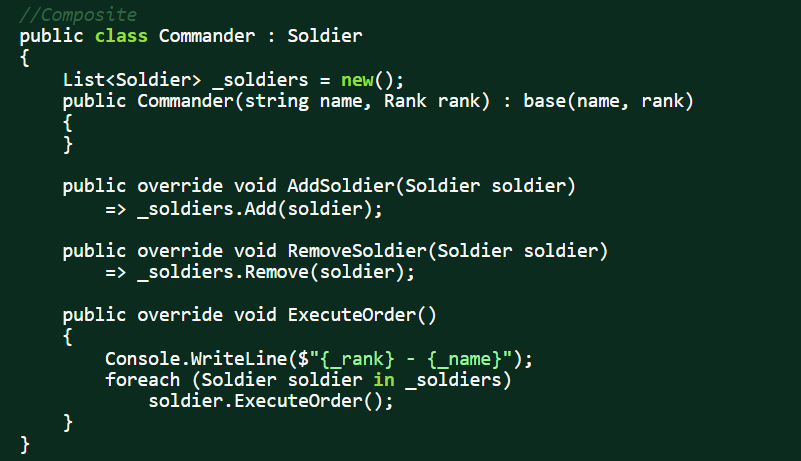 //Composite
public class Commander : Soldier
{
    List<Soldier> _soldiers = new();
    public Commander(string name, Rank rank) : base(name, rank)
    {
    }

    public override void AddSoldier(Soldier soldier)
        => _soldiers.Add(soldier);

    public override void RemoveSoldier(Soldier soldier)
        => _soldiers.Remove(soldier);

    public override void ExecuteOrder()
    {
        Console.WriteLine($"{_rank} - {_name}");
        foreach (Soldier soldier in _soldiers)
            soldier.ExecuteOrder();
    }
}